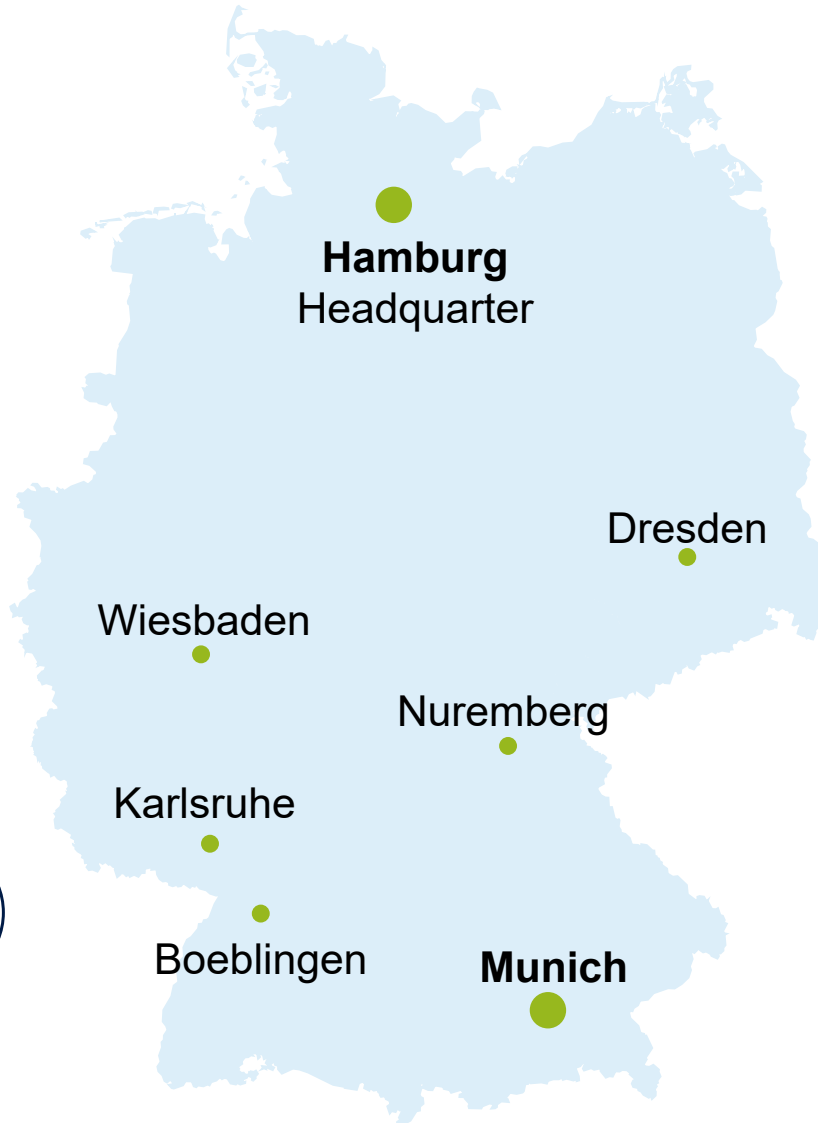 Hamburg
Headquarter
Dresden
Wiesbaden
Nuremberg
Karlsruhe
Boeblingen
Munich